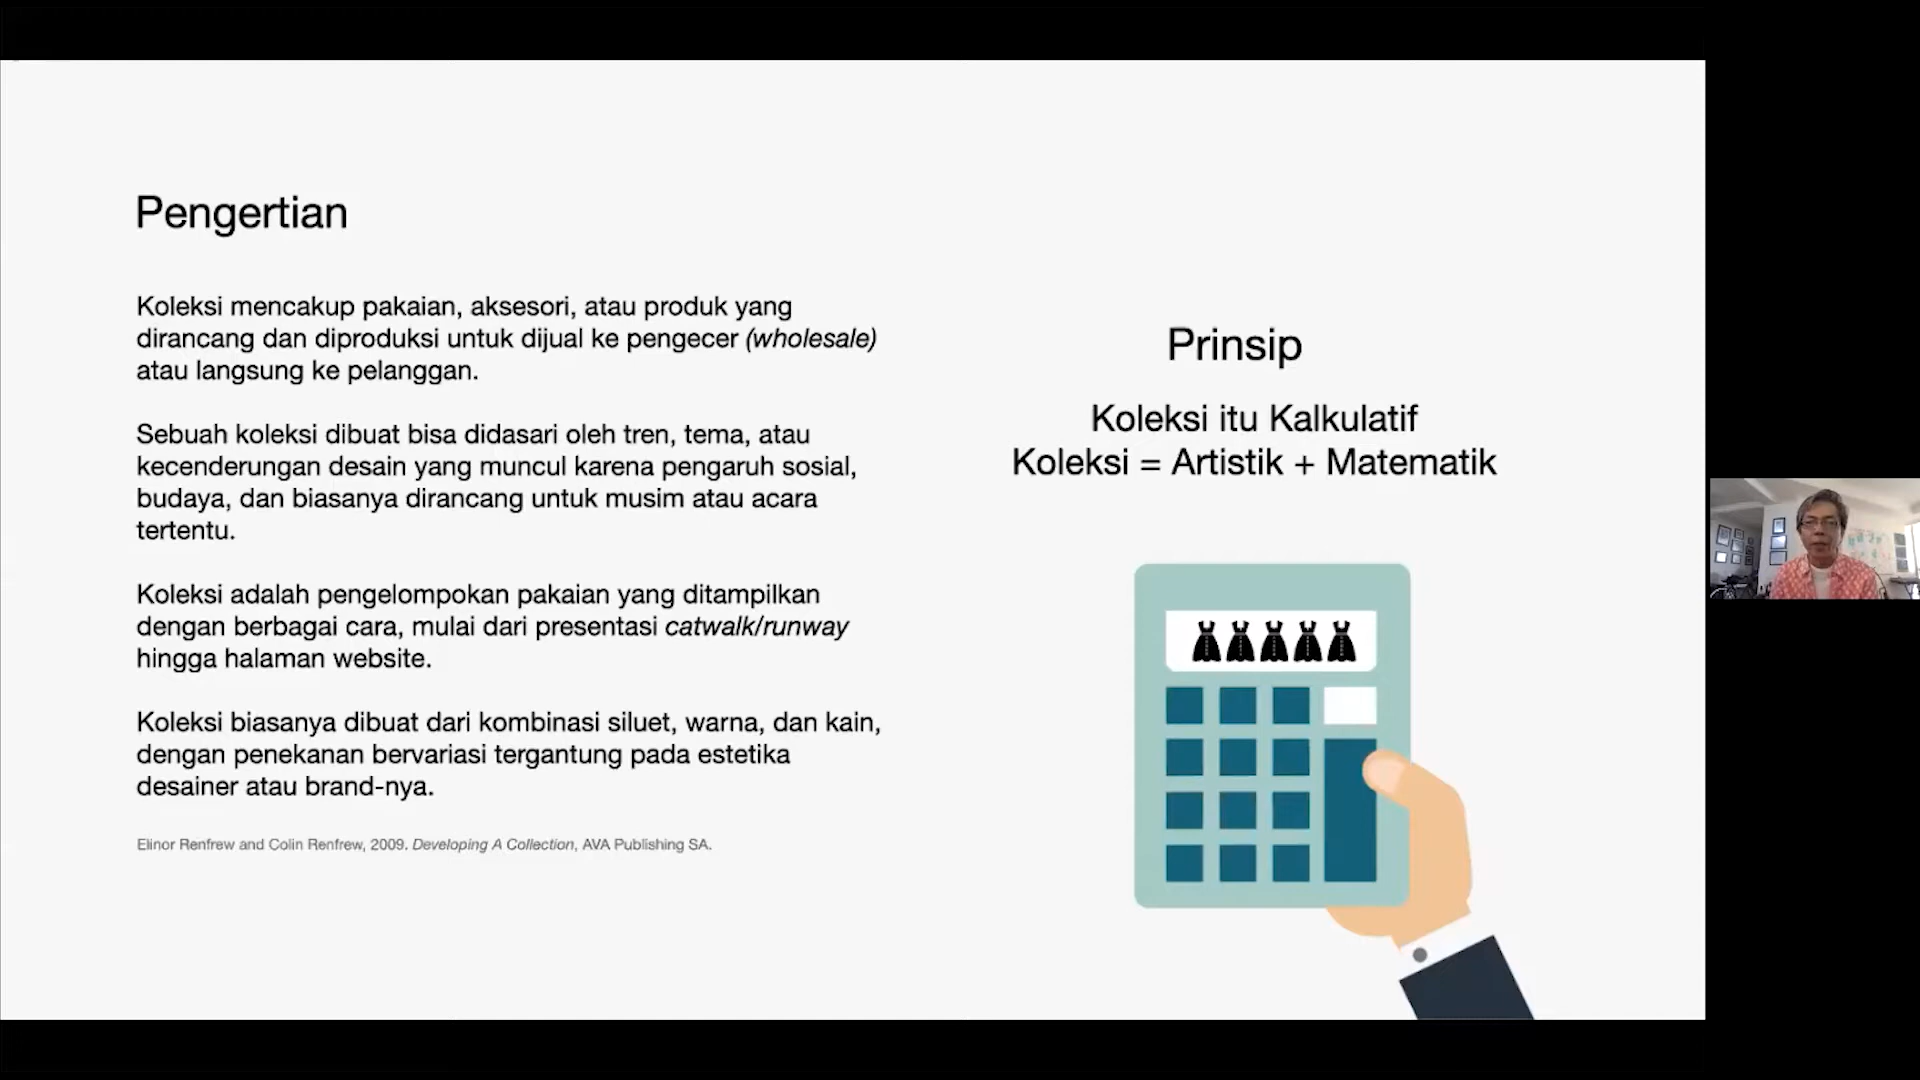 Pengertian
Koleksi mencakup pakaian, aksesori, atau produk yang
dirancang dan diproduksi untuk dijual ke pengecer (wholesale)
atau langsung ke pelanggan.
Sebuah koleksi dibuat bisa didasari oleh tren, tema, atau
kecenderungan desain yang muncul karena pengaruh sosial,
budaya, dan biasanya dirancang untuk musim atau acara
tertentu.
Koleksi adalah pengelompokan pakaian yang ditampilkan
dengan berbagai cara, mulai dari presentasi catwalk/runway
hingga halaman website.
Koleksi biasanya dibuat dari kombinasi siluet, warna, dan kain,
dengan penekanan bervariasi tergantung pada estetika
desainer atau brand-nya.
Elinor Renfrew and Colin Renfrew, 2009. Developing A Collection, AVA Publishing SA.
Prinsip
Koleksi itu Kalkulatif
Koleksi = Artistik + Matematik